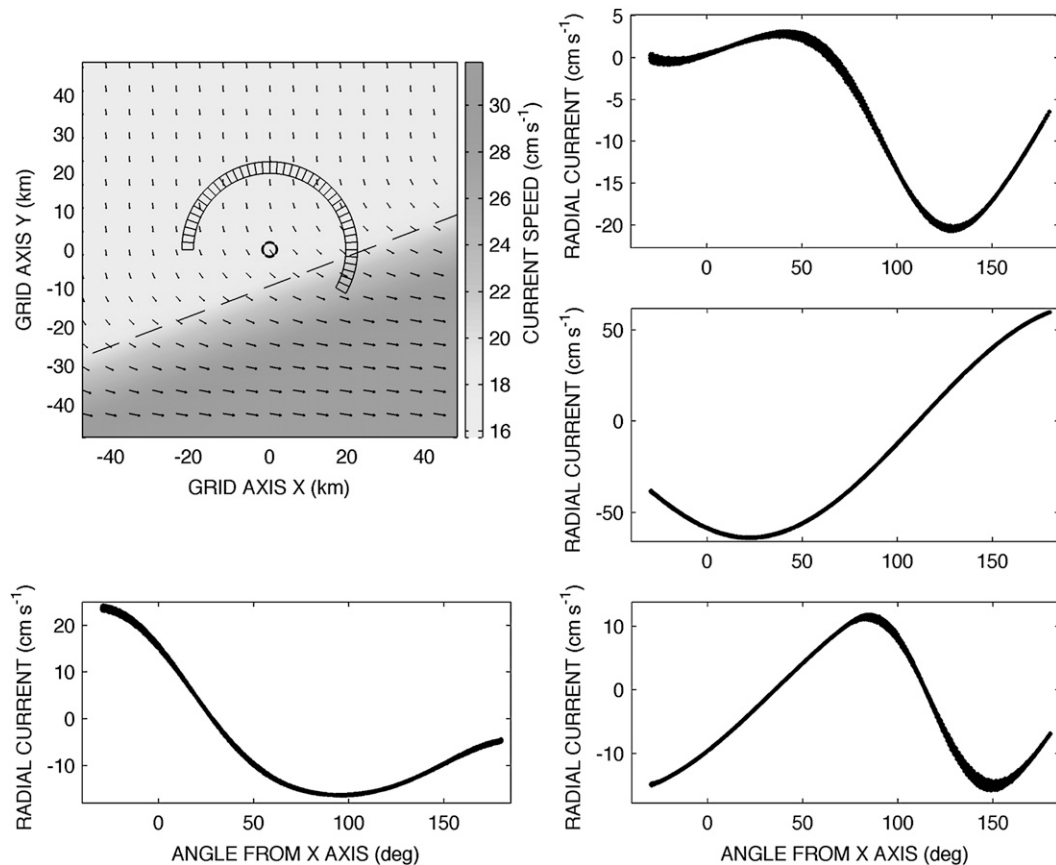 40
30
20
10
0
-10
-20
-30
-40
GRID AXIS Y (km)
-40 -20 0 20 40
GRID AXIS X (km)
30
28
26
24
22
20
18
16
CURRENT SPEED (cm s-1)
5
0
-5
-10
-15
-20
RADIAL CURRENT (cm s-1)
0 50 100 150
50
0
-50
RADIAL CURRENT (cm s-1)
0 50 100 150
20
10
0
-10
RADIAL CURRENT (cm s-1)
0 50 100 150
ANGLE FROM X AXIS (deg)
10
0
-10
RADIAL CURRENT (cm s-1)
0 50 100 150
ANGLE FROM X AXIS (deg)